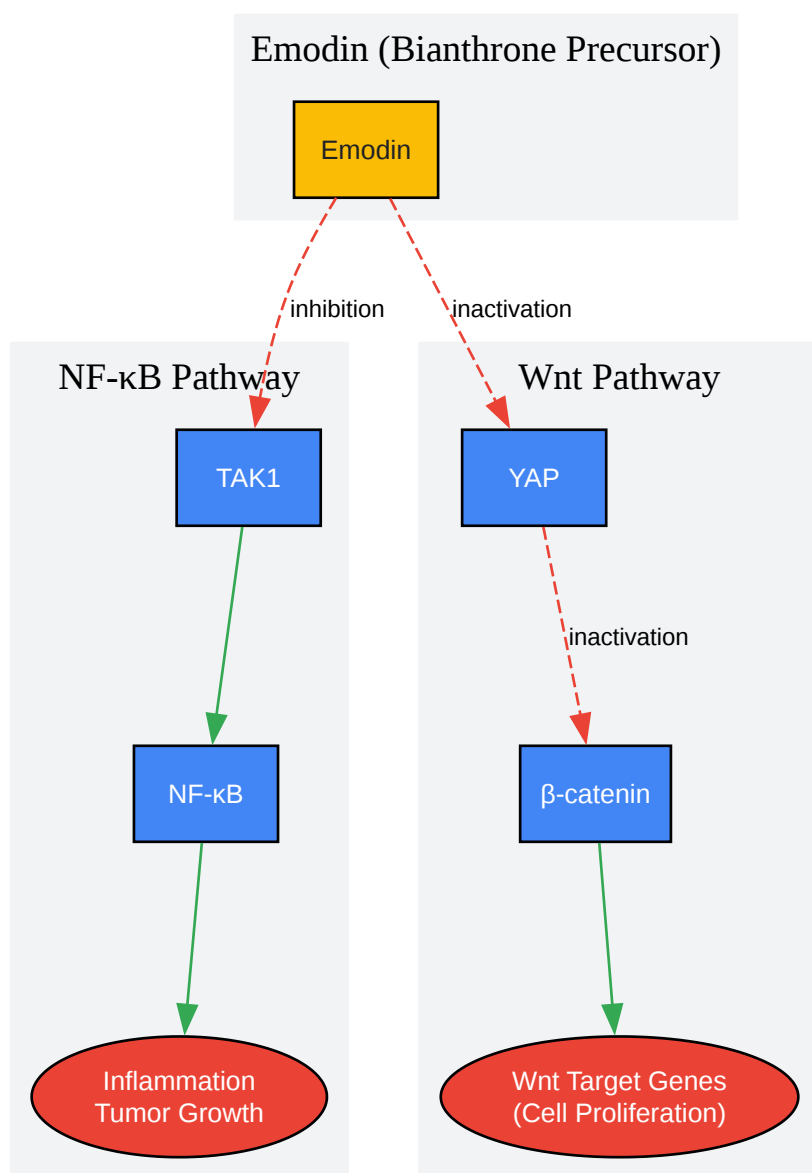 Emodin (Bianthrone Precursor)
Emodin
inhibition
inactivation
NF-κB Pathway
Wnt Pathway
TAK1
YAP
inactivation
NF-κB
β-catenin
Inflammation
Tumor Growth
Wnt Target Genes
(Cell Proliferation)